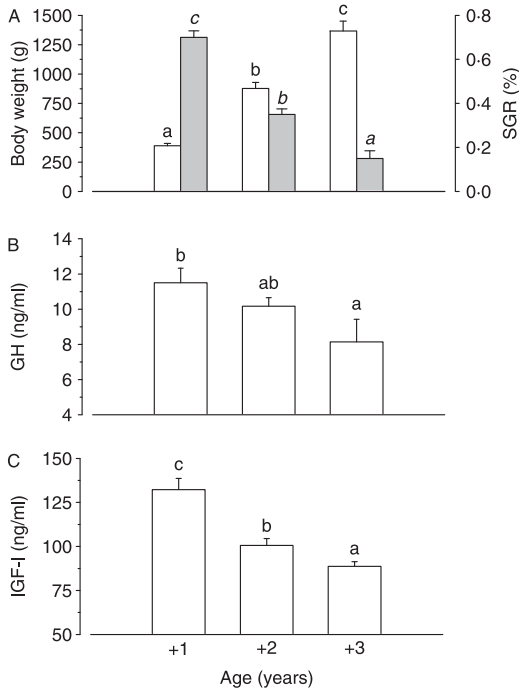 A
Body weight (g)
1500
1250
1000
750
500
250
0
a
c
b
b
c
a
0·8
0·6
0·4
0·2
0·0
SGR (%)
B
GH (ng/ml)
14
12
10
8
6
4
b
ab
a
C
IGF-I (ng/ml)
150
125
100
75
50
c
b
a
+1 +2 +3
Age (years)